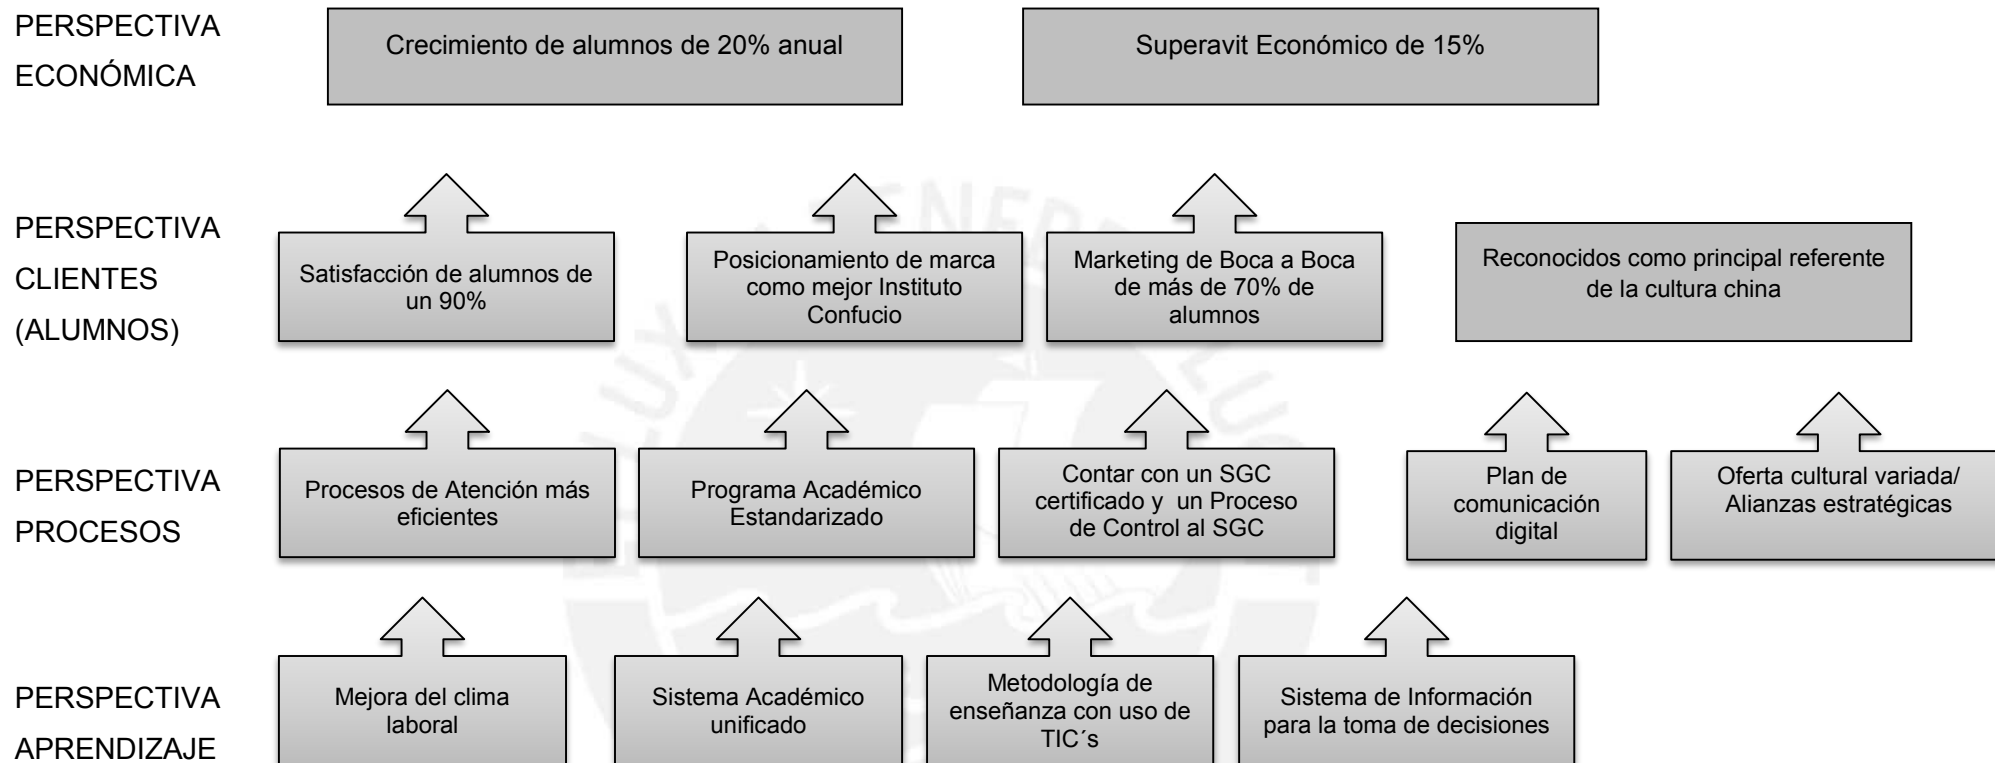 PERSPECTIVA
ECONÓMICA
Crecimiento de alumnos de 20% anual
Superavit Económico de 15%
PERSPECTIVA
CLIENTES
(ALUMNOS)
Satisfacción de alumnos de
un 90%
Posicionamiento de marca
como mejor Instituto
Confucio
Marketing de Boca a Boca
de más de 70% de
alumnos
Reconocidos como principal referente
de la cultura china
PERSPECTIVA
PROCESOS
Procesos de Atención más
eficientes
Programa Académico
Estandarizado
Contar con un SGC
certificado y  un Proceso
de Control al SGC
Plan de
comunicación
digital
Oferta cultural variada/
Alianzas estratégicas
PERSPECTIVA
APRENDIZAJE
Mejora del clima
laboral
Sistema Académico
unificado
Metodología de
enseñanza con uso de
TIC´s
Sistema de Información
para la toma de decisiones